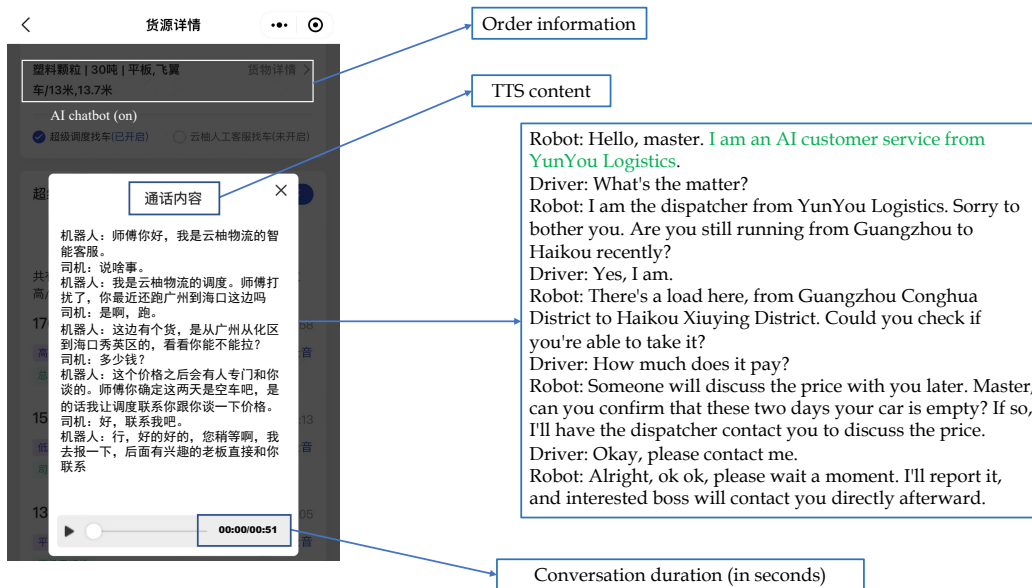 货源详情
Order information
塑料颗粒 | 30吨 | 平板,飞翼
货物详情
车/13米,13.7米
TTS content
AI chatbot (on)
超级调度找车(已开启)
云柚人工客服找车(未开启)
通话内容
机器人：师傅你好，我是云柚物流的智
能客服。
司机：说啥事。
机器人：我是云柚物流的调度。师傅打
扰了，你最近还跑广州到海口这边吗
司机：是啊，跑。
机器人：这边有个货，是从广州从化区
到海口秀英区的，看看你能不能拉？
司机：多少钱？
机器人：这个价格之后会有人专门和你
谈的。师傅你确定这两天是空车吧，是
的话我让调度联系你跟你谈一下价格。
司机：好，联系我吧。
机器人：行，好的好的，您稍等啊，我
去报一下，后面有兴趣的老板直接和你
联系
00:00/00:51
Robot: Hello, master. I am an AI customer service from
YunYou Logistics.
Driver: What's the matter?
Robot: I am the dispatcher from YunYou Logistics. Sorry to
bother you. Are you still running from Guangzhou to
Haikou recently?
Driver: Yes, I am.
Robot: There's a load here, from Guangzhou Conghua
District to Haikou Xiuying District. Could you check if
you're able to take it?
Driver: How much does it pay?
Robot: Someone will discuss the price with you later. Master,
can you confirm that these two days your car is empty? If so,
I'll have the dispatcher contact you to discuss the price.
Driver: Okay, please contact me.
Robot: Alright, ok ok, please wait a moment. I'll report it,
and interested boss will contact you directly afterward.
Conversation duration (in seconds)